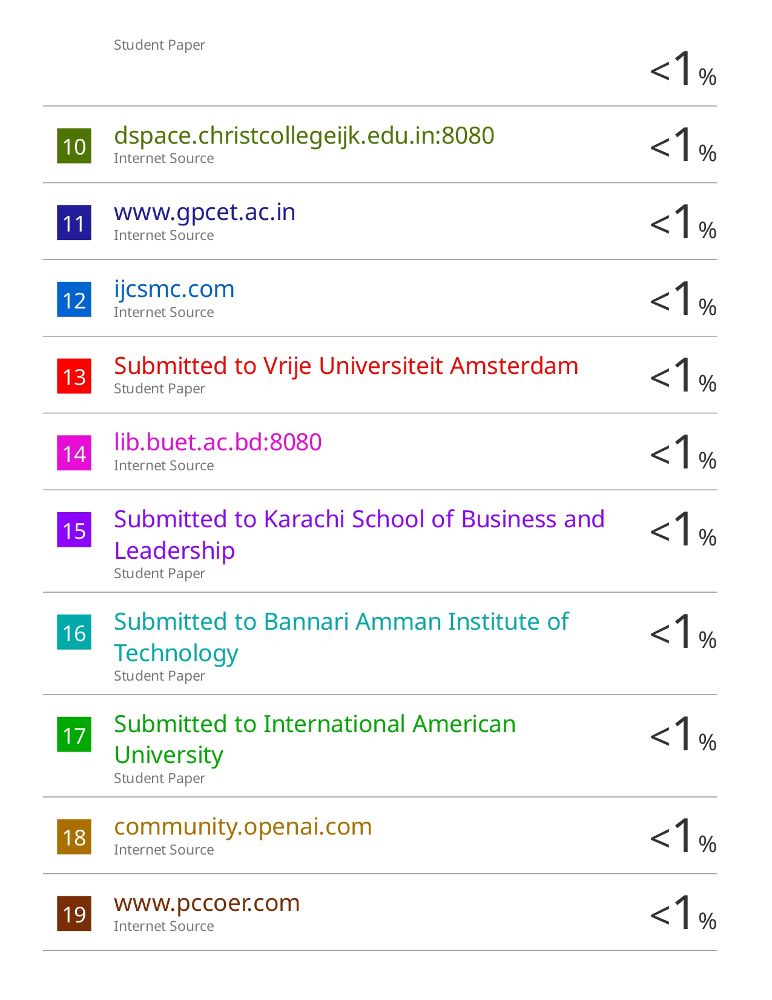 Student Paper
<1%
10 dspace.christcollegeijk.edu.in:8080 <1%
Internet Source
11 www.gpcet.ac.in <1%
Internet Source
12 ijcsmc.com <1%
Internet Source
13 Submitted to Vrije Universiteit Amsterdam <1%
Student Paper
14 lib.buet.ac.bd:8080 <1%
Internet Source
15 Submitted to Karachi School of Business and <1%
Leadership
Student Paper
16 Submitted to Bannari Amman Institute of <1%
Technology
Student Paper
17 Submitted to International American <1%
University
Student Paper
18 community.openai.com <1%
Internet Source
19 www.pccoer.com <1%
Internet Source